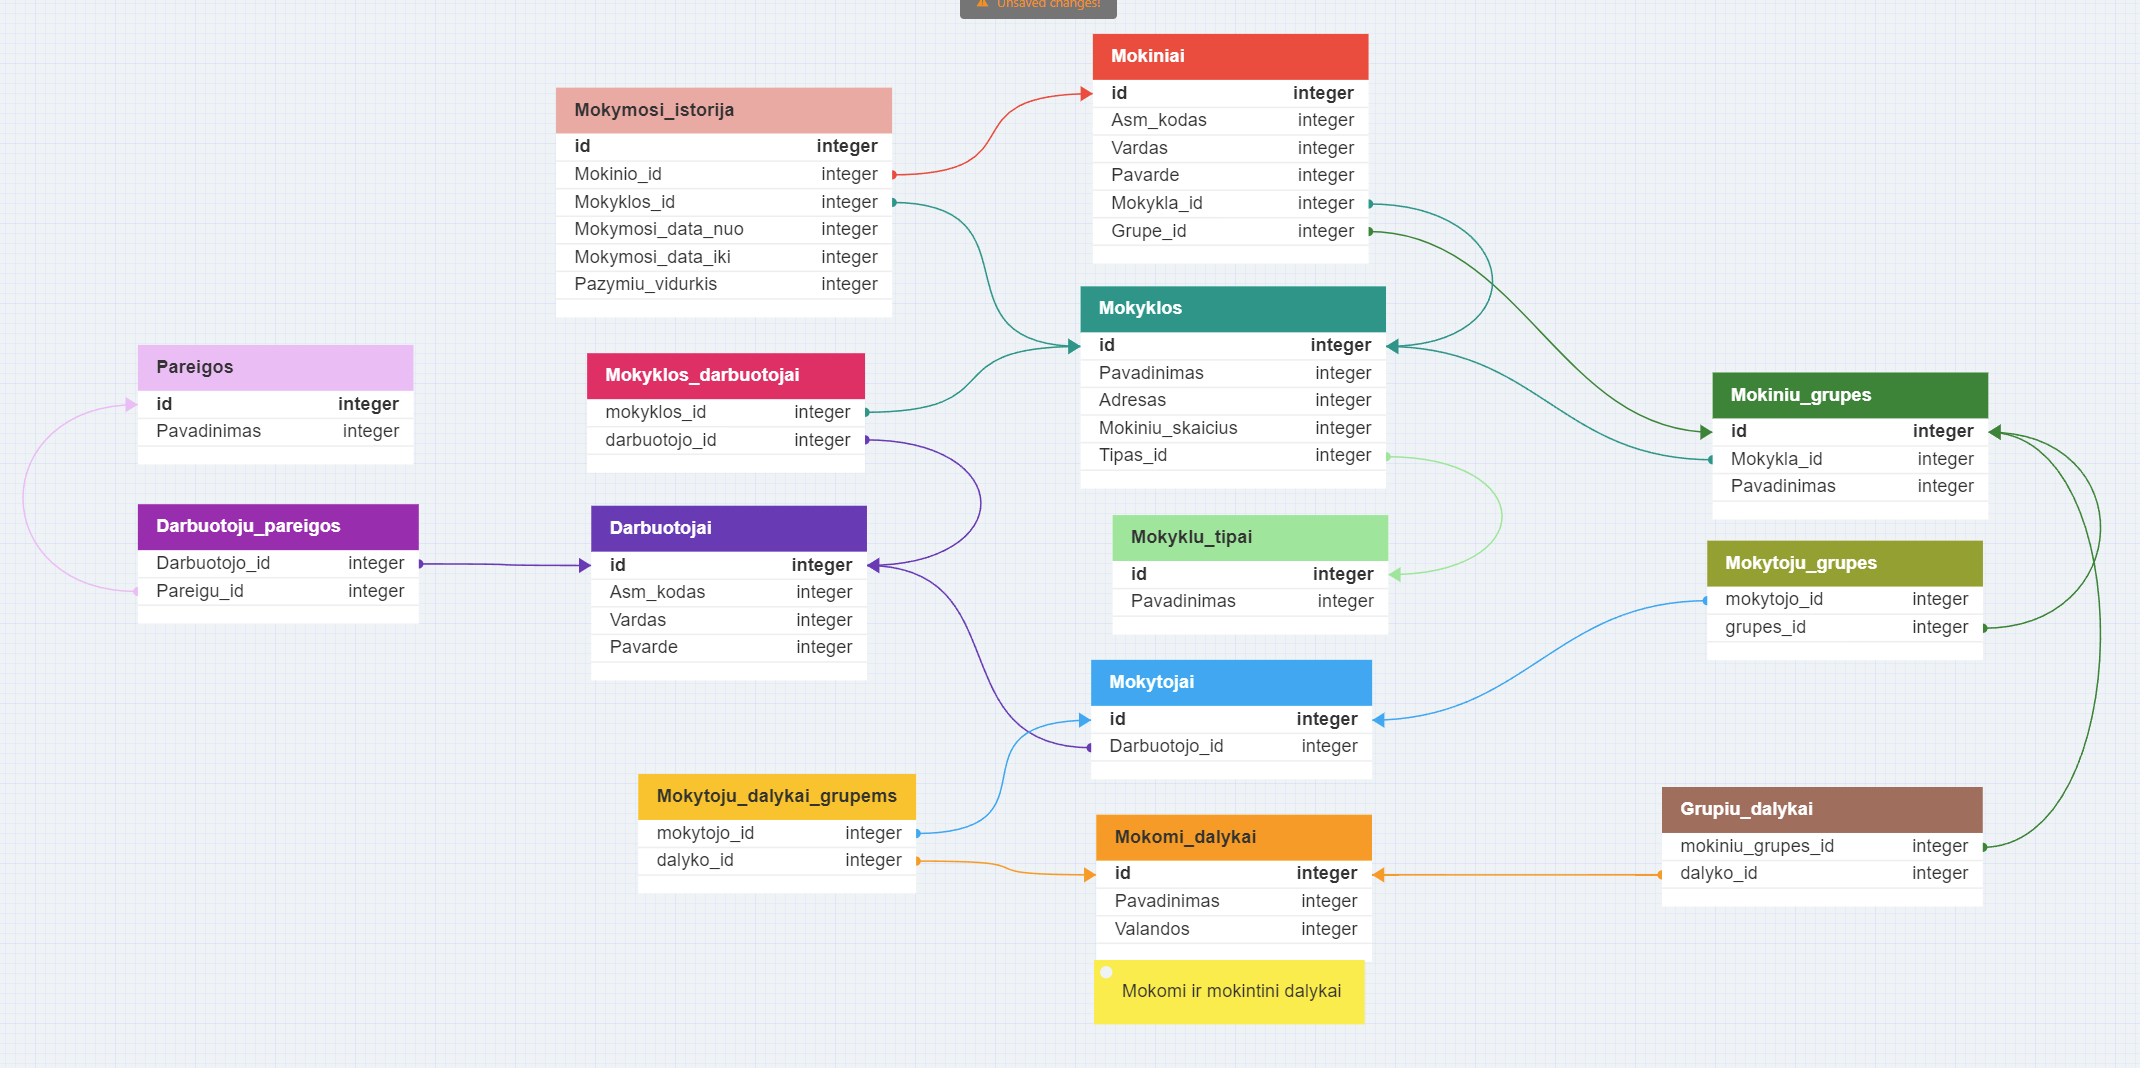 Unsaved changes!
Mokiniai
id integer
Asm_kodas integer
Vardas integer
Pavarde integer
Mokykla_id integer
Grupe_id integer
Mokymosi_istorija
id integer
Mokinio_id integer
Mokyklos_id integer
Mokymosi_data_nuo integer
Mokymosi_data_iki integer
Pazymiu_vidurkis integer
Mokyklos
id integer
Pavadinimas integer
Adresas integer
Mokiniu_skaicius integer
Tipas_id integer
Pareigos
id integer
Pavadinimas integer
Mokyklos_darbuotojai
mokyklos_id integer
darbuotojo_id integer
Mokiniu_grupes
id integer
Mokykla_id integer
Pavadinimas integer
Darbuotoju_pareigos
Darbuotojo_id integer
Pareigu_id integer
Darbuotojai
id integer
Asm_kodas integer
Vardas integer
Pavarde integer
Mokyklu_tipai
id integer
Pavadinimas integer
Mokytoju_grupes
mokytojo_id integer
grupes_id integer
Mokytojai
id integer
Darbuotojo_id integer
Mokytoju_dalykai_grupems
mokytojo_id integer
dalyko_id integer
Mokomi_dalykai
id integer
Pavadinimas integer
Valandos integer
Grupiu_dalykai
mokiniu_grupes_id integer
dalyko_id integer
Mokomi ir mokintini dalykai